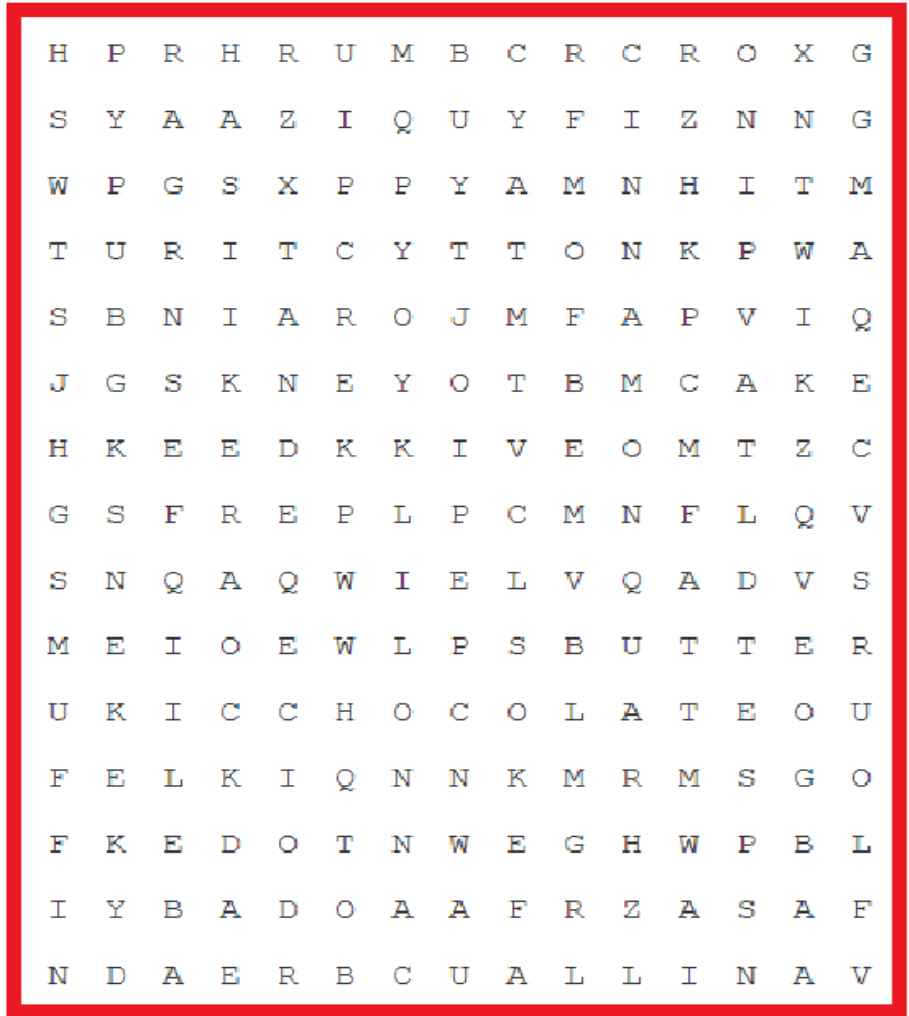 H P R H R U M B C R C R O X G
S Y A A Z I Q U Y F I Z N N G
W P G S X P P Y A M N H I T M
T U R I T C Y T T O N K P W A
S B N I A R O J M F A P V I Q
J G S K N E Y O T B M C A K E
H K E E D K K I V E O M T Z C
G S F R E P L P C M N F L Q V
S N Q A Q W I E L V Q A D V S
M E I O E W L P S B U T T E R
U K I C C H O C O L A T E O U
F E L K I Q N N K M R M S G O
F K E D O T N W E G H W P B L
I Y B A D O A A F R Z A S A F
N D A E R B C U A L L I N A V